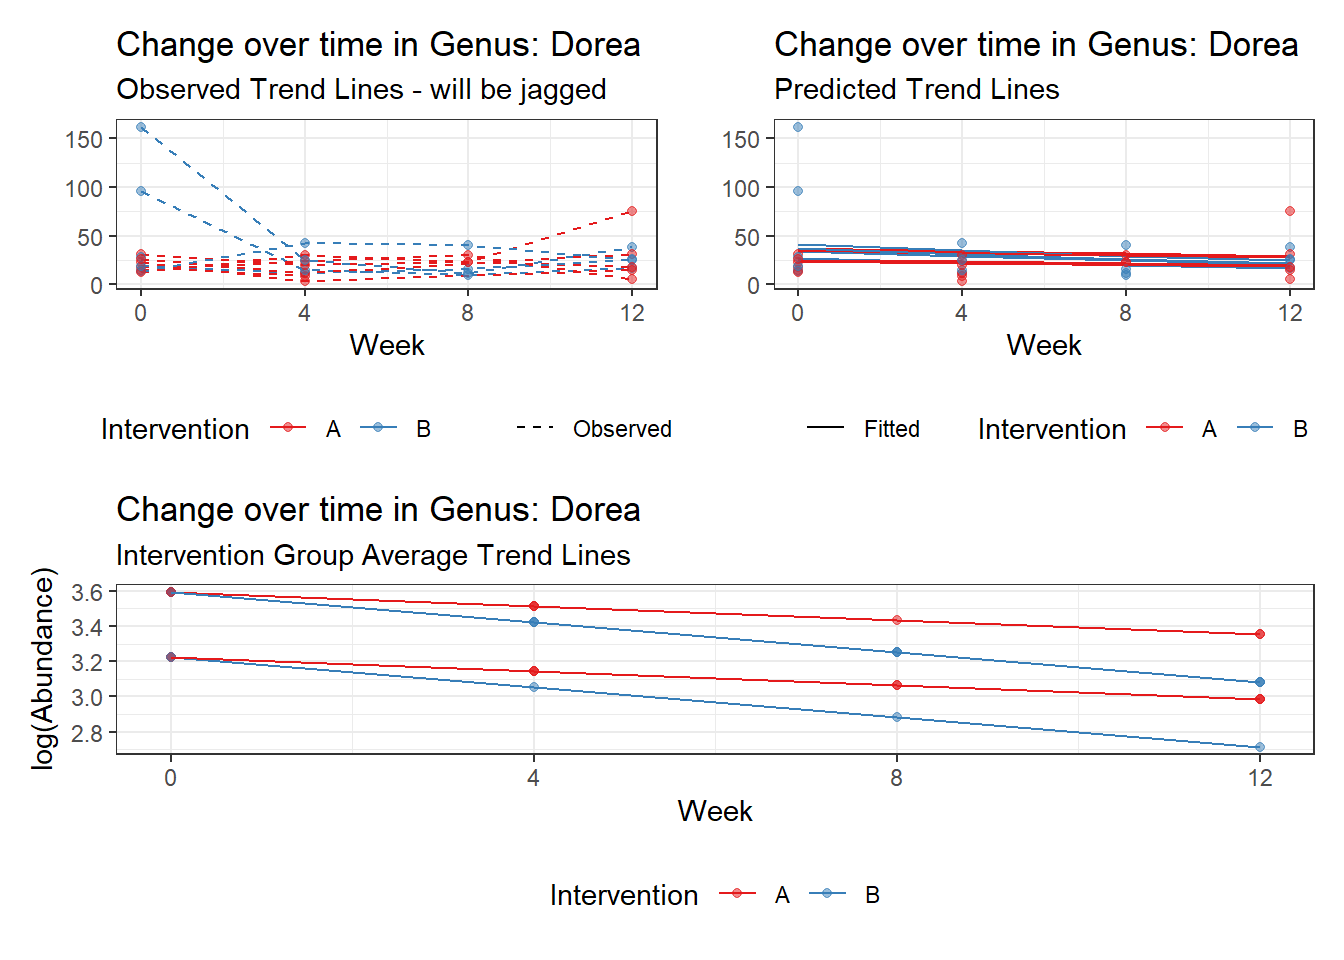 Change over time in Genus: Dorea
Observed Trend Lines - will be jagged
150
100
50
0
0 4 8 12
Week
Intervention A B Observed
Change over time in Genus: Dorea
Predicted Trend Lines
150
100
50
0
0 4 8 12
Week
Fitted Intervention A B
Change over time in Genus: Dorea
Intervention Group Average Trend Lines
log(Abundance)
3.6
3.4
3.2
3.0
2.8
0 4 8 12
Week
Intervention A B